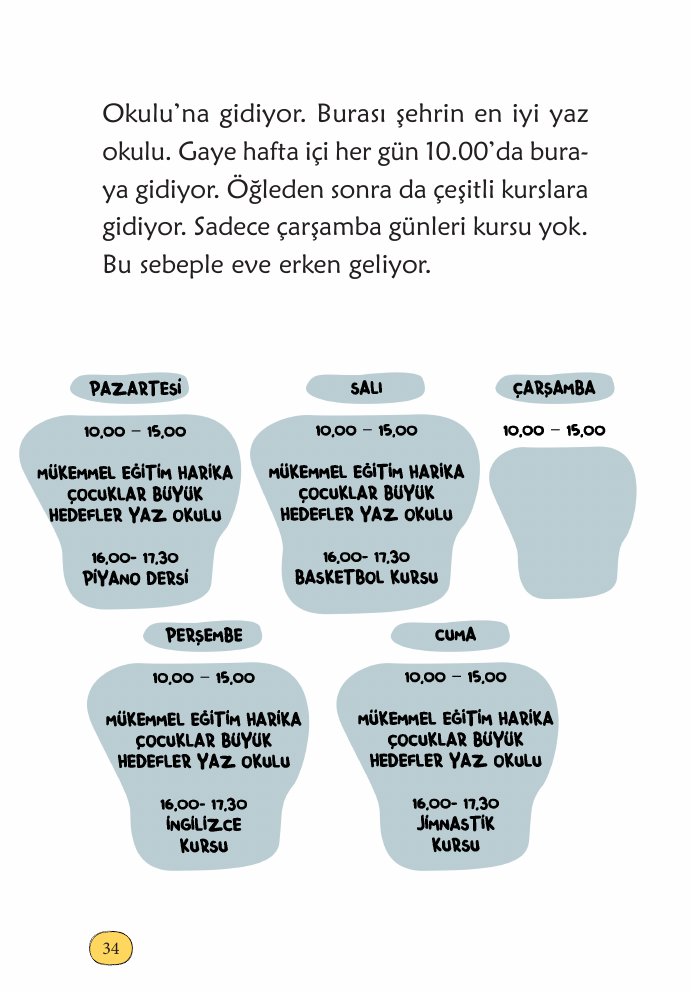 Okulu’na gidiyor. Burası şehrin en iyi yaz
okulu. Gaye hafta içi her gün 10.00’da bura-
ya gidiyor. Öğleden sonra da çeşitli kurslara
gidiyor. Sadece çarşamba günleri kursu yok.
Bu sebeple eve erken geliyor.
PAZARTESİ
10.00 – 15.00
MÜKEMMEL EĞİTİM HARİKA
ÇOCUKLAR BÜYÜK
HEDEFLER YAZ OKULU
16.00- 17.30
PİYANO DERSİ
SALI
10.00 – 15.00
MÜKEMMEL EĞİTİM HARİKA
ÇOCUKLAR BÜYÜK
HEDEFLER YAZ OKULU
16.00- 17.30
BASKETBOL KURSU
ÇARŞAMBA
10.00 – 15.00
PERŞEMBE
10.00 – 15.00
MÜKEMMEL EĞİTİM HARİKA
ÇOCUKLAR BÜYÜK
HEDEFLER YAZ OKULU
16.00- 17.30
İNGİLİZCE
KURSU
CUMA
10.00 – 15.00
MÜKEMMEL EĞİTİM HARİKA
ÇOCUKLAR BÜYÜK
HEDEFLER YAZ OKULU
16.00- 17.30
JİMNASTİK
KURSU
34